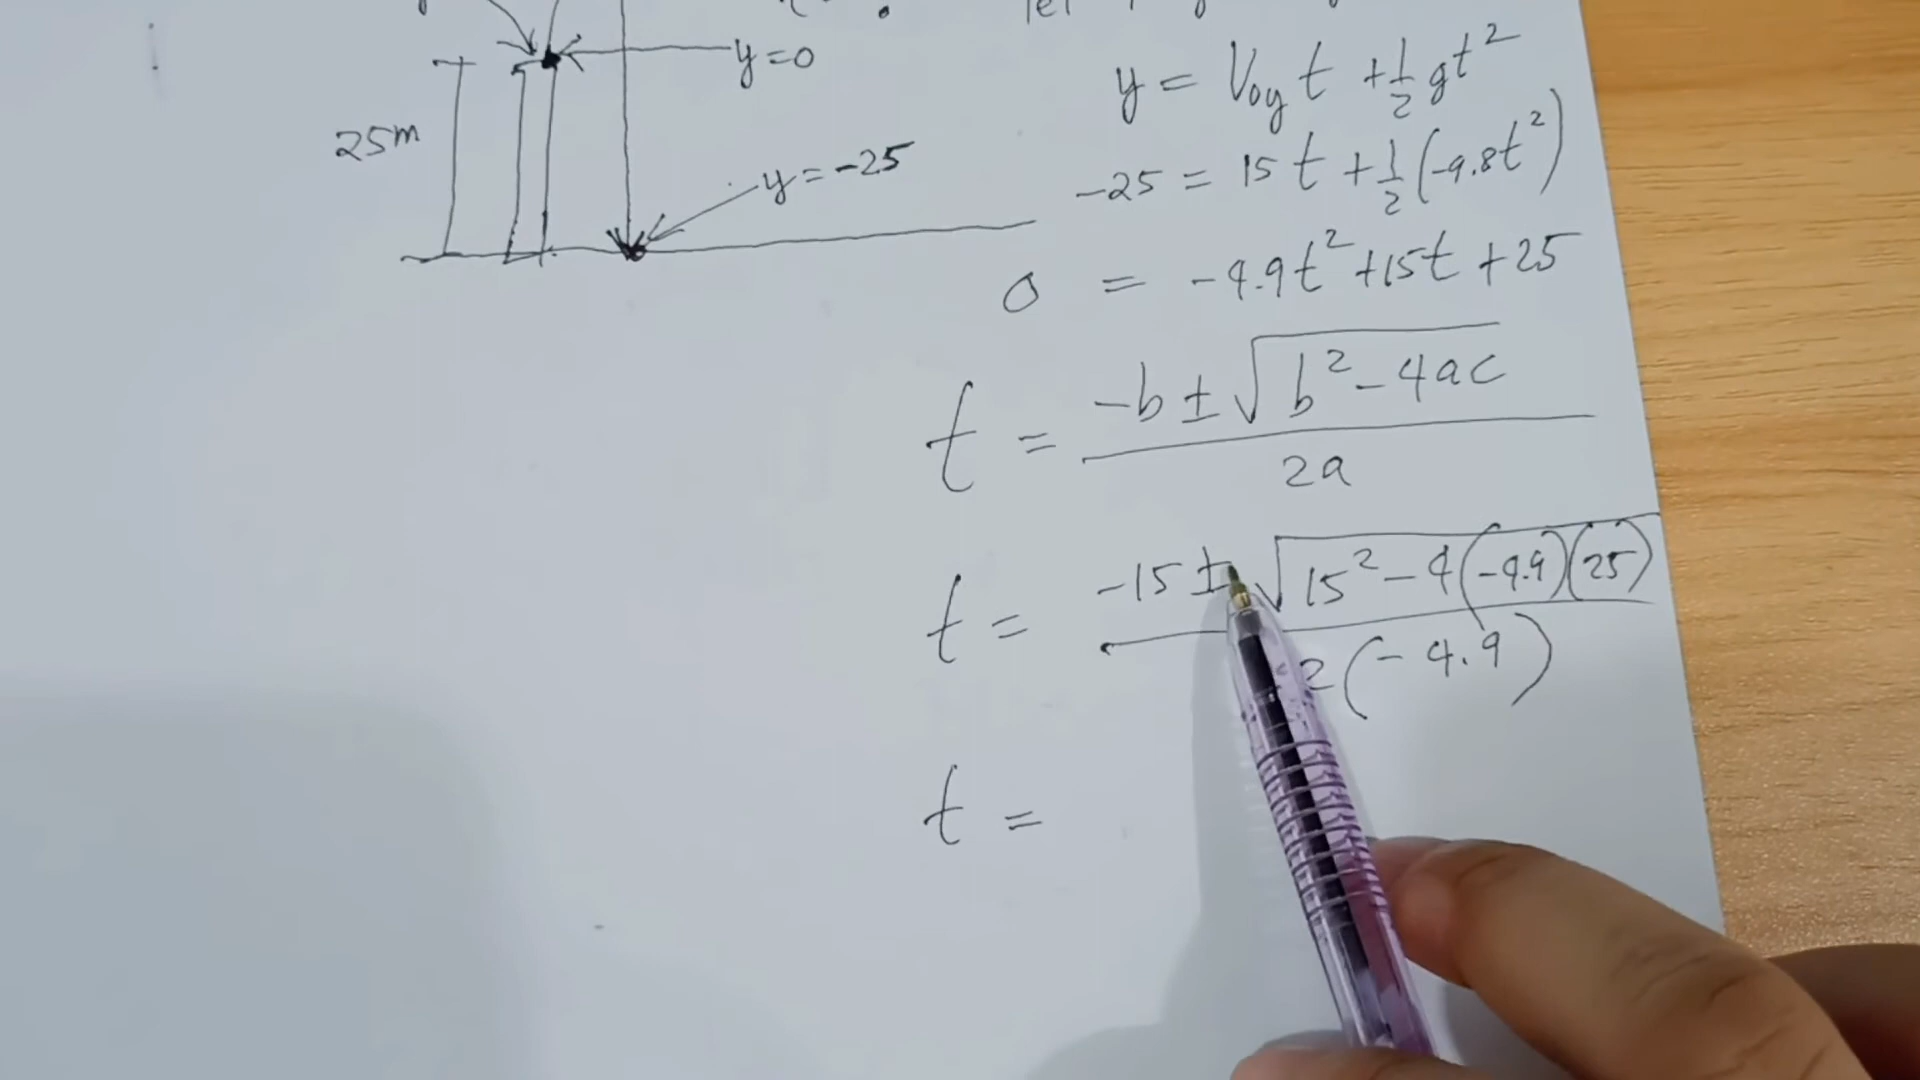 let
y = 0
25m
y = -25
y = V₀y t + 1/2 gt²
-25 = 15t + 1/2 (-9.8t²)
0 = -4.9t² + 15t + 25
t = (-b ± √(b² - 4ac)) / 2a
t = (-15 ± √(15² - 4(-4.9)(25))) / 2(-4.9)
t =